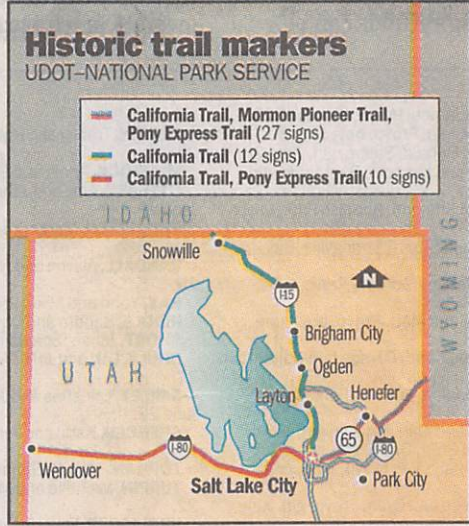 Historic trail markers
UDOT–NATIONAL PARK SERVICE
California Trail, Mormon Pioneer Trail,
Pony Express Trail (27 signs)
California Trail (12 signs)
California Trail, Pony Express Trail (10 signs)
IDAHO
WYOMING
Snowville
N
I-15
Brigham City
Ogden
UTAH
Layton
Henefer
65
I-80
I-80
Wendover
Salt Lake City
Park City